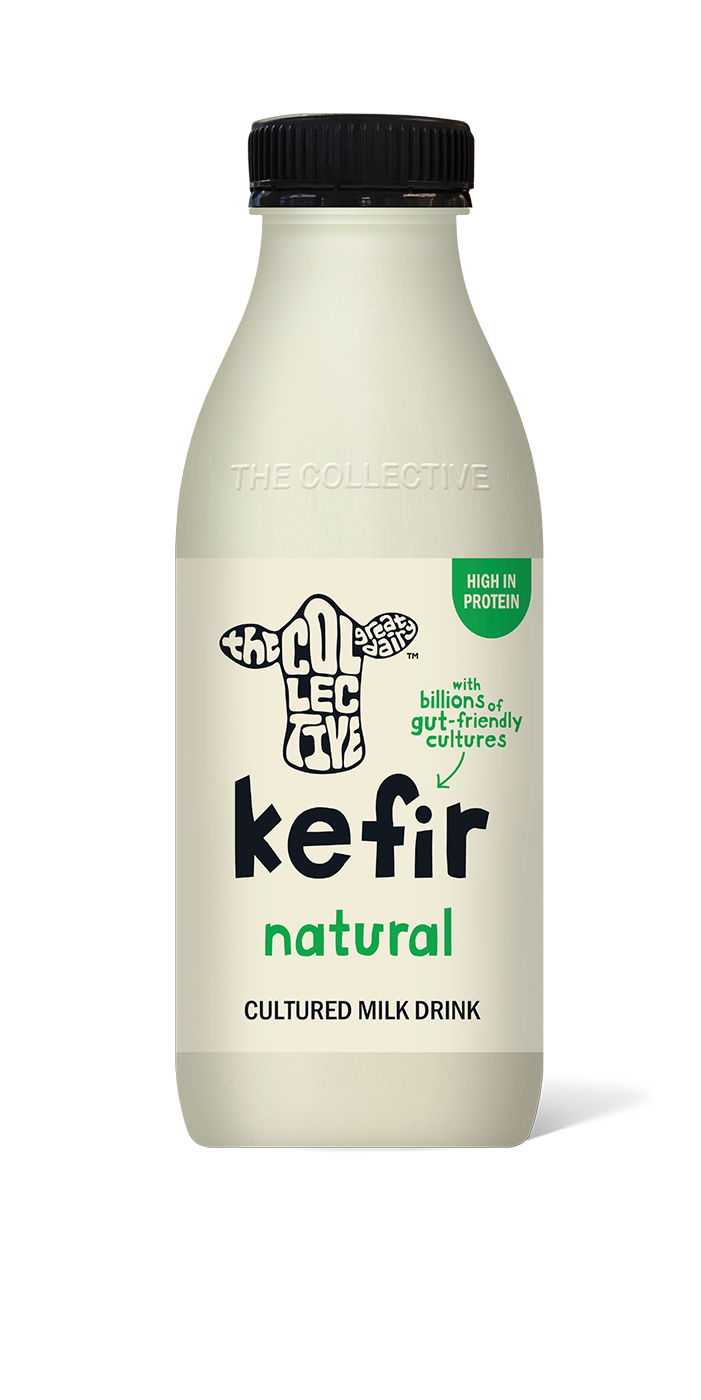 THE COLLECTIVE
HIGH IN
PROTEIN
the COL great
LEC dairy
TIVE ™
with
billions of
gut-friendly
cultures
kefir
natural
CULTURED MILK DRINK